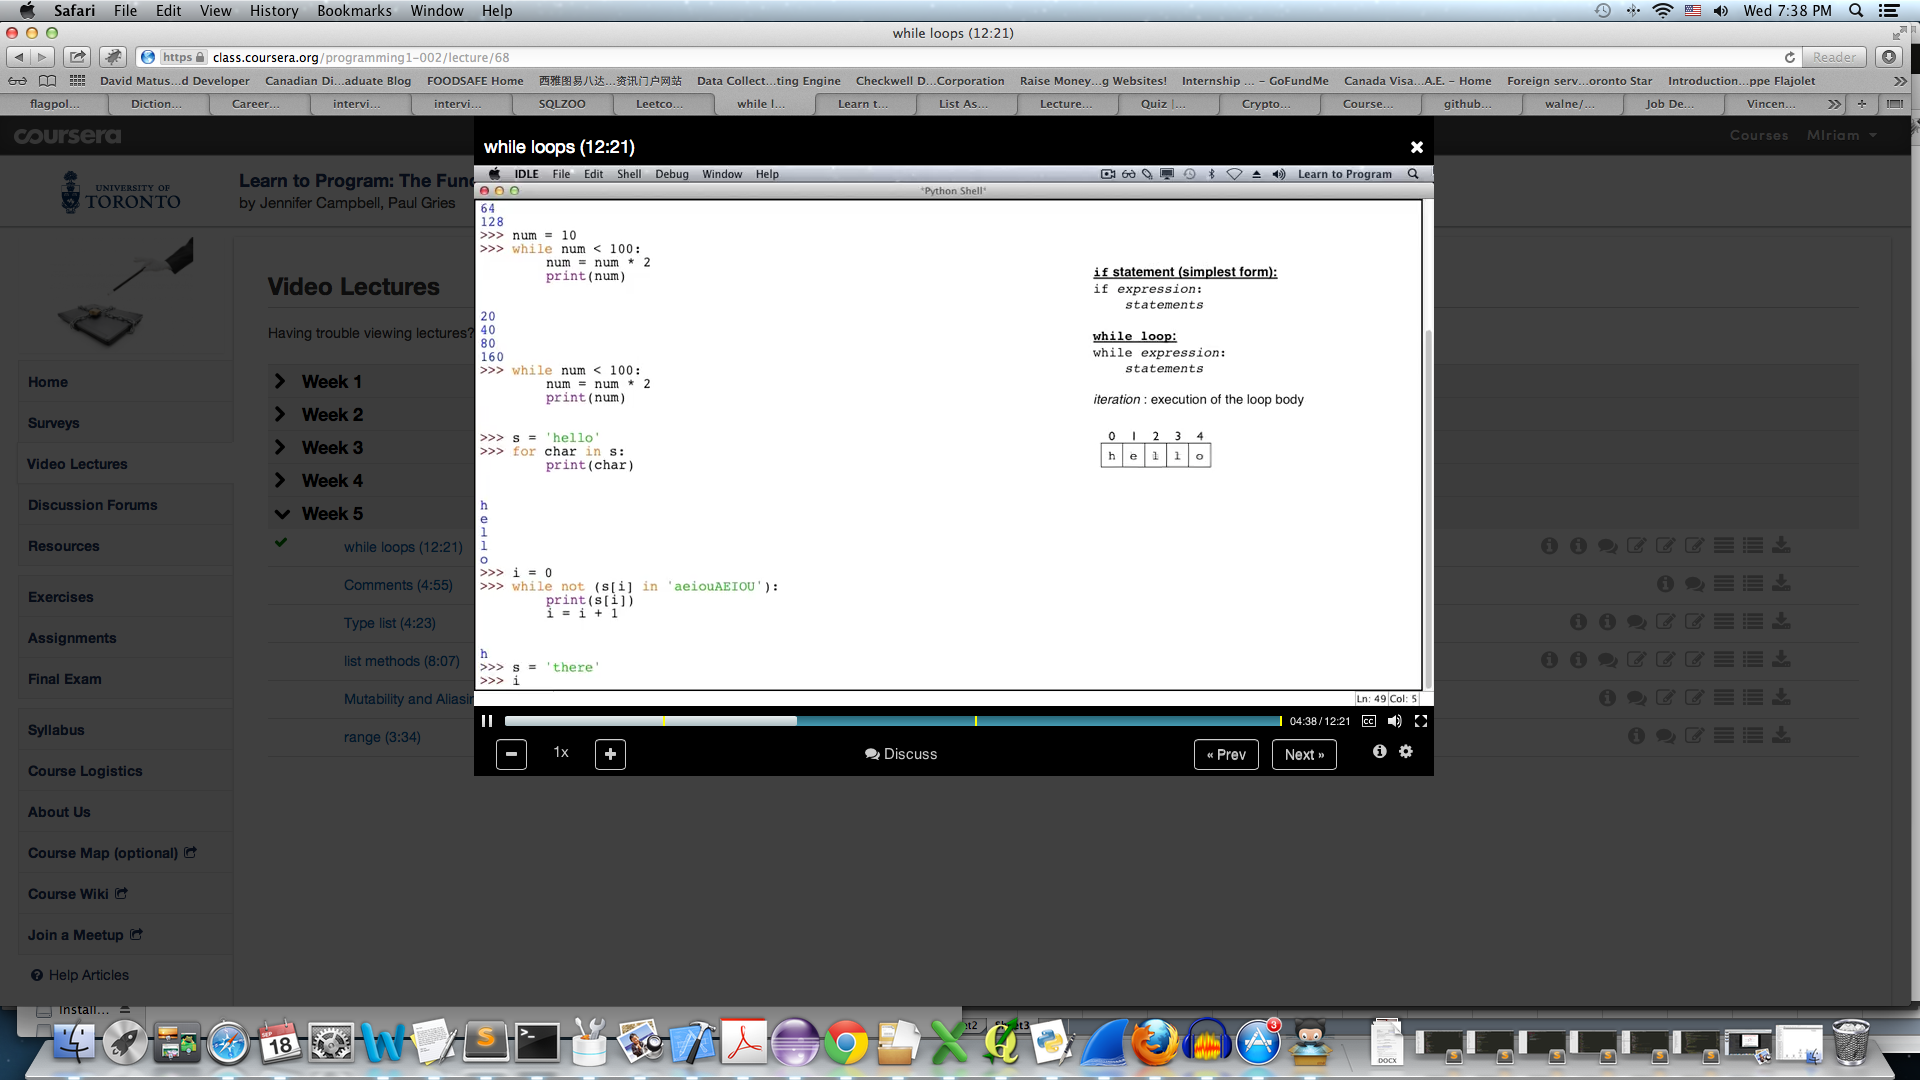 Safari File Edit View History Bookmarks Window Help Wed 7:38 PM
while loops (12:21)
https class.coursera.org/programming1-002/lecture/68 Reader
David Matus...d Developer Canadian Di...aduate Blog FOODSAFE Home 西雅图易八达...资讯门户网站 Data Collect...ting Engine Checkwell D...Corporation Raise Money...g Websites! Internship ... - GoFundMe Canada Visa...A.E. - Home Foreign serv...oronto Star Introduction...ppe Flajolet
flagpol... Diction... Career... intervi... intervi... SQLZOO Leetco... while l... Learn t... List As... Lecture... Quiz |... Crypto... Course... github... walne/... Job De... Vincen...
coursera Courses MIriam
while loops (12:21)
UNIVERSITY OF
TORONTO
Learn to Program: The Fun
by Jennifer Campbell, Paul Gries
IDLE File Edit Shell Debug Window Help Learn to Program
*Python Shell*
64
128
>>> num = 10
>>> while num < 100:
num = num * 2
print(num)
20
40
80
160
>>> while num < 100:
num = num * 2
print(num)
>>> s = 'hello'
>>> for char in s:
print(char)
h
e
l
l
o
>>> i = 0
>>> while not (s[i] in 'aeiouAEIOU'):
print(s[i])
i = i + 1
h
>>> s = 'there'
>>> i
if statement (simplest form):
if expression:
statements
while loop:
while expression:
statements
iteration : execution of the loop body
0 1 2 3 4
h e l l o
Ln: 49 Col: 5
04:38 / 12:21 CC
1x Discuss « Prev Next »
Video Lectures
Having trouble viewing lectures?
Week 1
Week 2
Week 3
Week 4
Week 5
while loops (12:21)
Comments (4:55)
Type list (4:23)
list methods (8:07)
Mutability and Aliasin
range (3:34)
Home
Surveys
Video Lectures
Discussion Forums
Resources
Exercises
Assignments
Final Exam
Syllabus
Course Logistics
About Us
Course Map (optional)
Course Wiki
Join a Meetup
Help Articles
Install...
SEP
18
3
DOCX